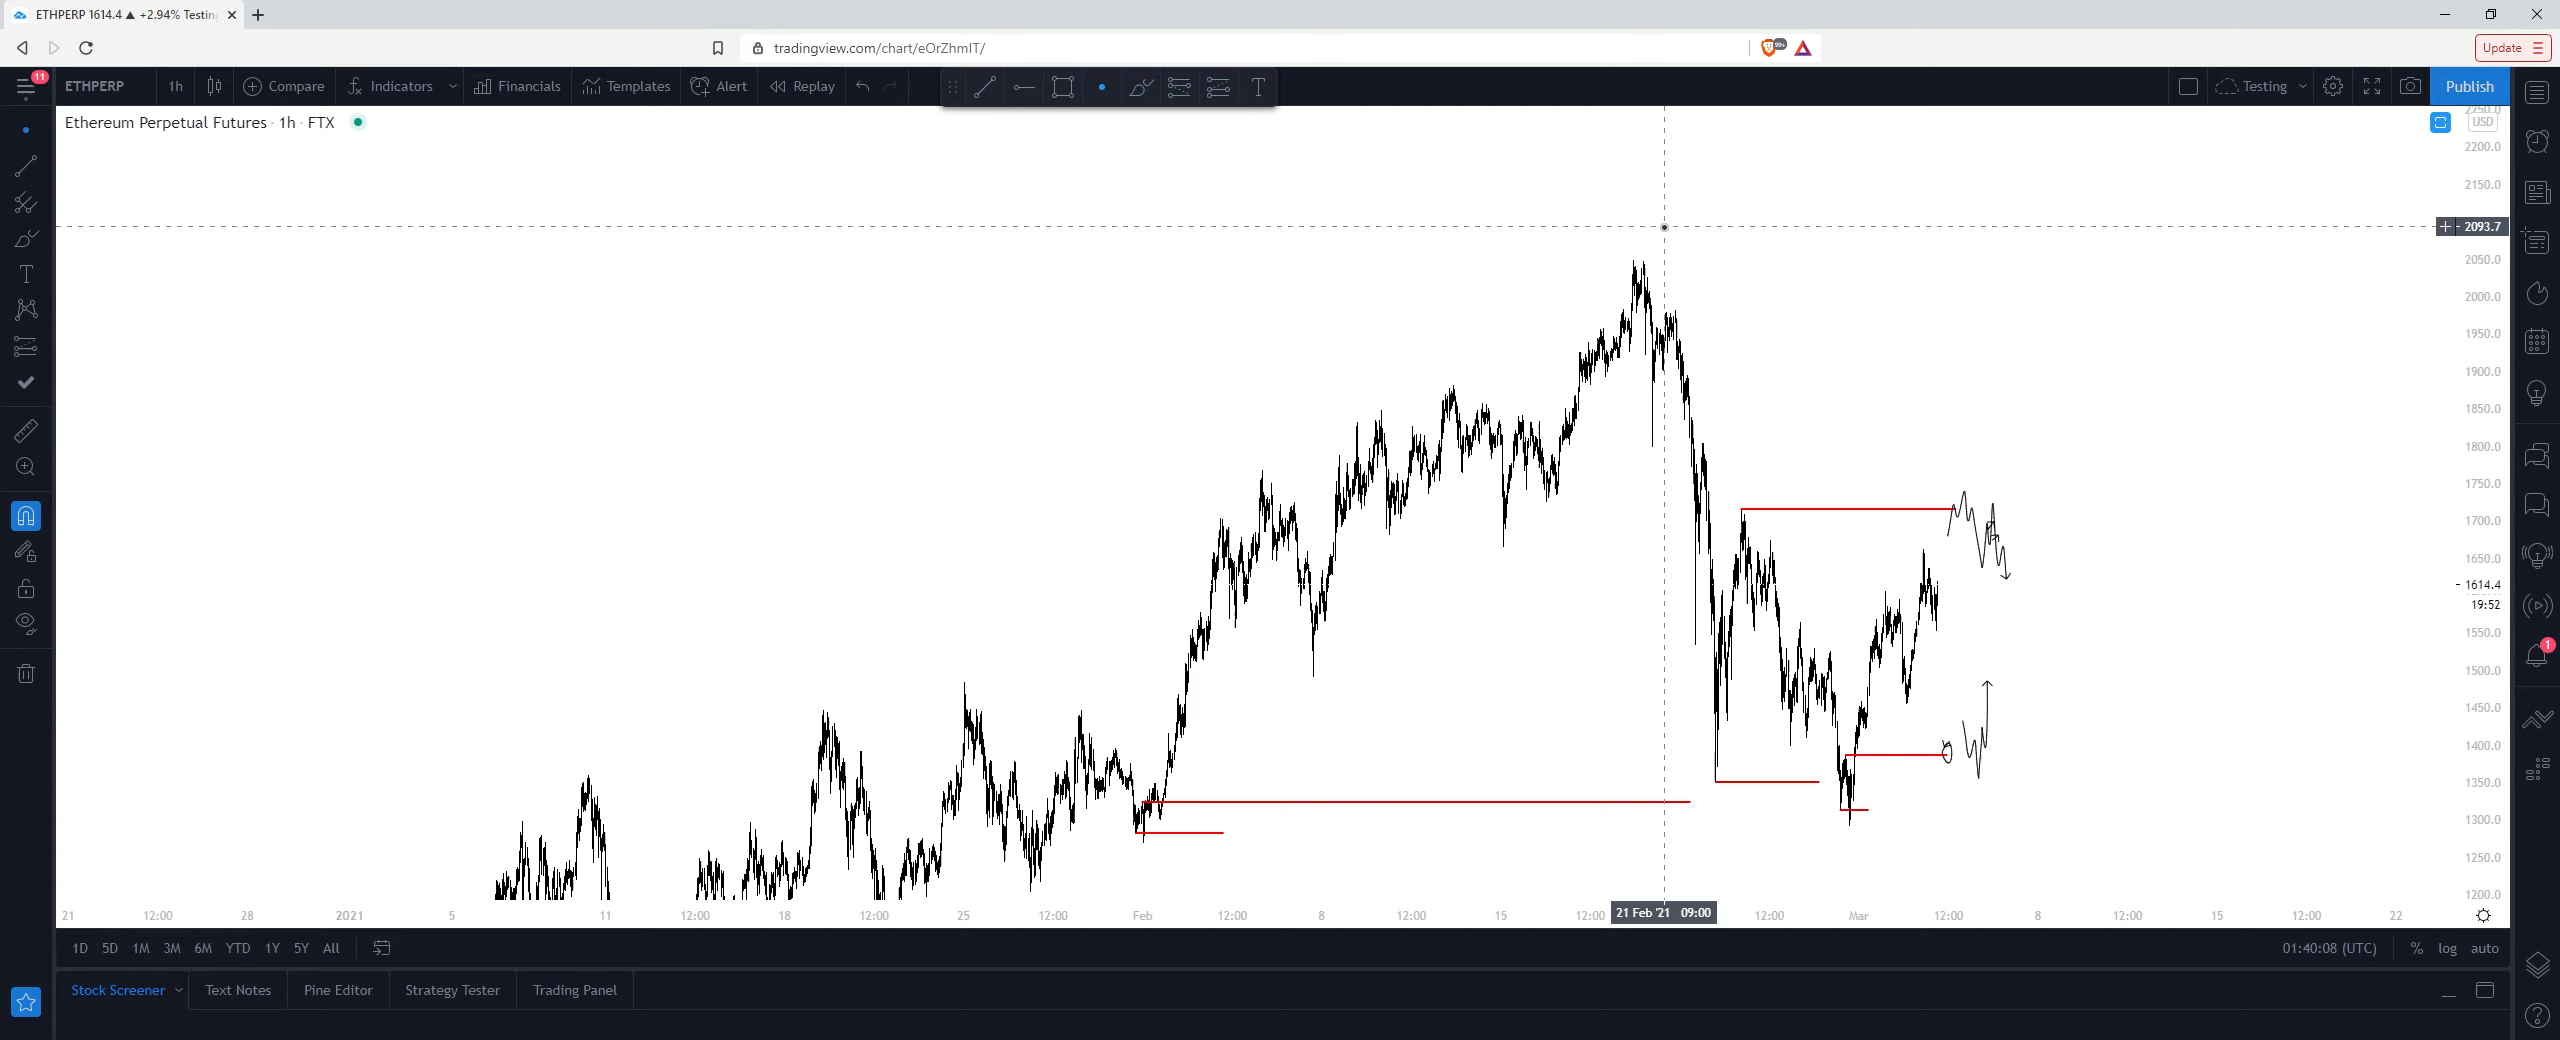 ETHPERP 1614.4 ▲ +2.94% Testin
tradingview.com/chart/eOrZhmIT/
99+
Update
11
ETHPERP 1h Compare Indicators Financials Templates Alert Replay T Testing Publish
Ethereum Perpetual Futures · 1h · FTX
USD
2250.0
2200.0
2150.0
2093.7
2050.0
2000.0
1950.0
1900.0
1850.0
1800.0
1750.0
1700.0
1650.0
1614.4
19:52
1550.0
1500.0
1450.0
1400.0
1350.0
1300.0
1250.0
1200.0
1
21 12:00 28 2021 5 11 12:00 18 12:00 25 12:00 Feb 12:00 8 12:00 15 12:00 21 Feb '21 09:00 12:00 Mar 12:00 8 12:00 15 12:00 22
1D 5D 1M 3M 6M YTD 1Y 5Y All 01:40:08 (UTC) % log auto
Stock Screener Text Notes Pine Editor Strategy Tester Trading Panel